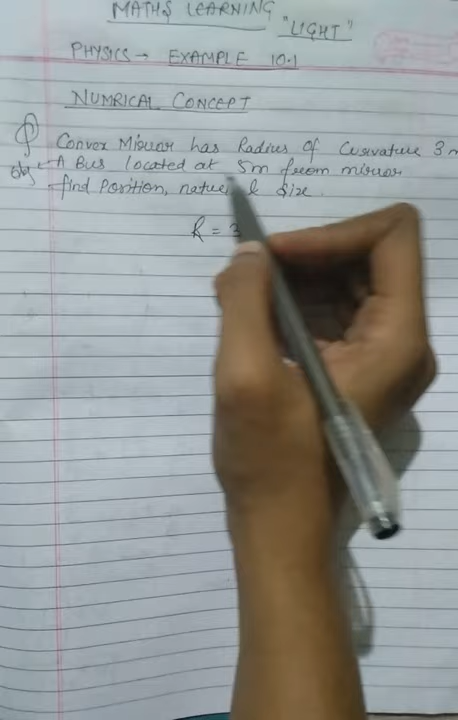 MATHS LEARNING
"LIGHT"
PHYSICS → EXAMPLE 10.1
NUMRICAL CONCEPT
Q Convex Mirror has Radius of Curvature 3 m
Obj A Bus located at 5m from mirror
find Position, nature & Size.
R = 3